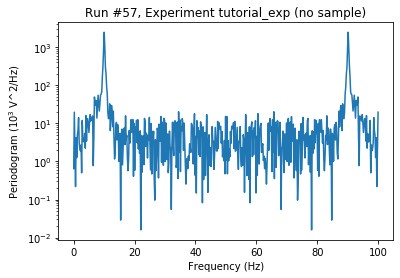 Run #57, Experiment tutorial_exp (no sample)
Periodogram (10³ V^2/Hz)
10³
10²
10¹
10⁰
10⁻¹
10⁻²
0 20 40 60 80 100
Frequency (Hz)